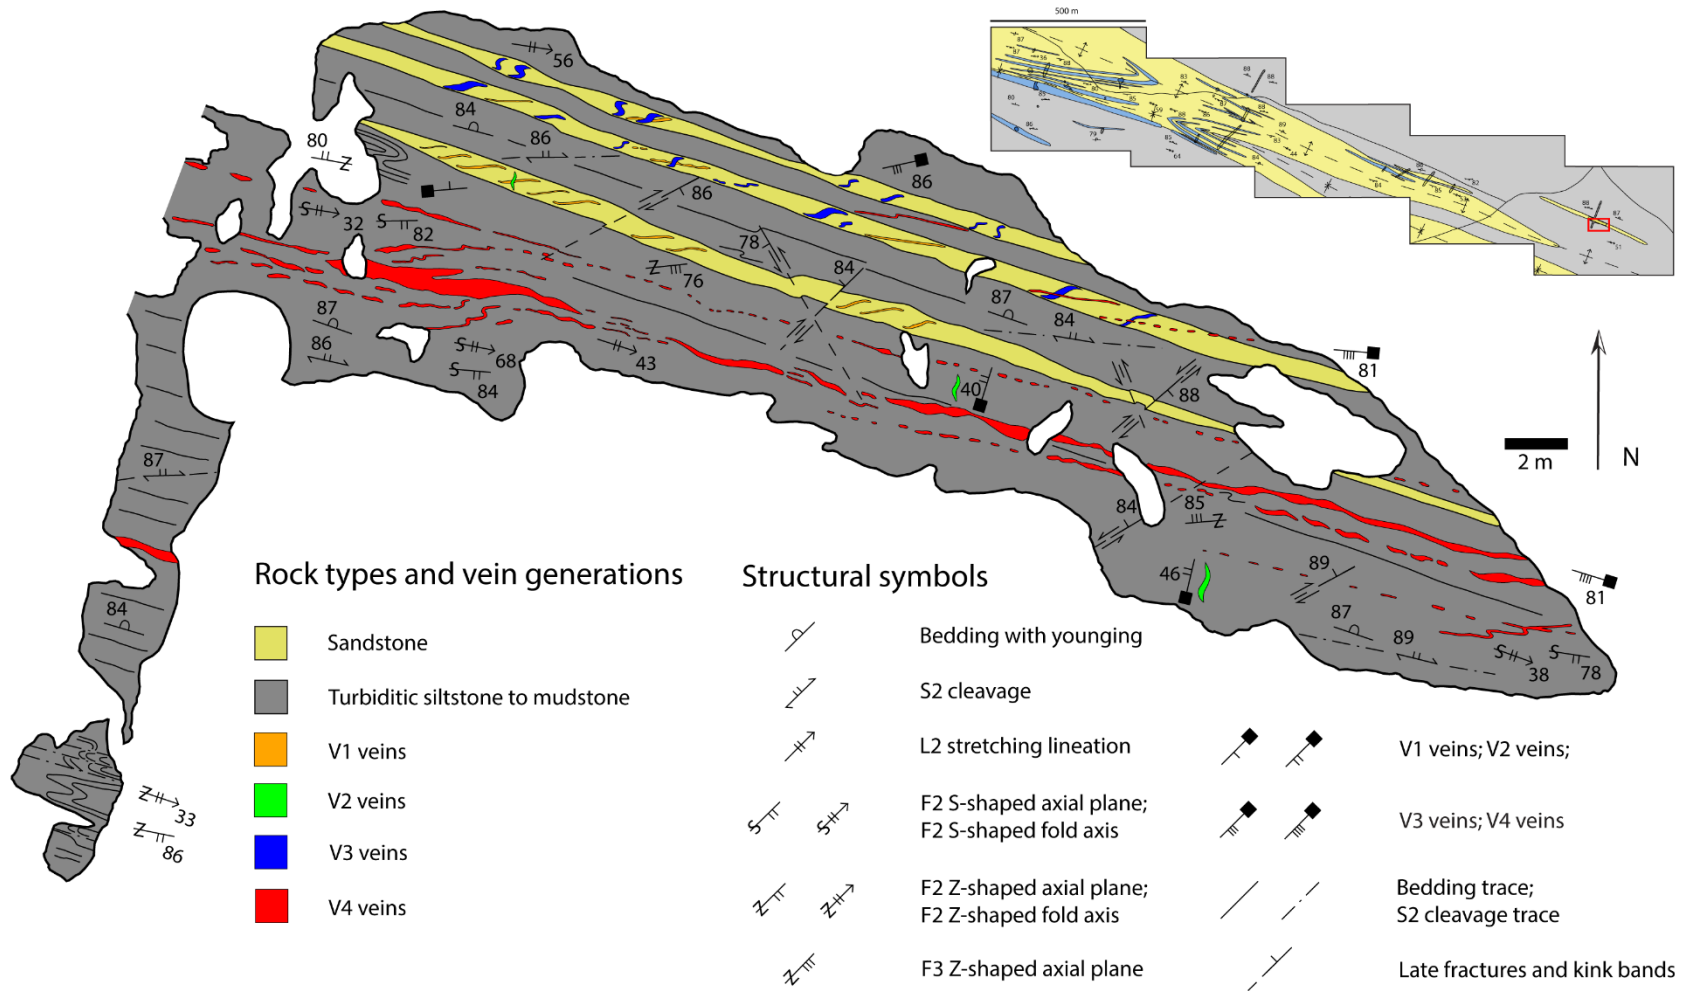 500 m
56
84
86
80
Z
86
86
S
32
S
82
78
84
Z
76
87
84
87
86
S
68
S
84
43
40
88
81
2 m
N
87
84
85
Z
46
89
87
89
S
38
S
78
81
84
Z
33
Z
86
Rock types and vein generations
Sandstone
Turbiditic siltstone to mudstone
V1 veins
V2 veins
V3 veins
V4 veins
Structural symbols
Bedding with younging
S2 cleavage
L2 stretching lineation
V1 veins; V2 veins;
S
S
F2 S-shaped axial plane;
F2 S-shaped fold axis
V3 veins; V4 veins
Z
Z
F2 Z-shaped axial plane;
F2 Z-shaped fold axis
Bedding trace;
S2 cleavage trace
Z
F3 Z-shaped axial plane
Late fractures and kink bands